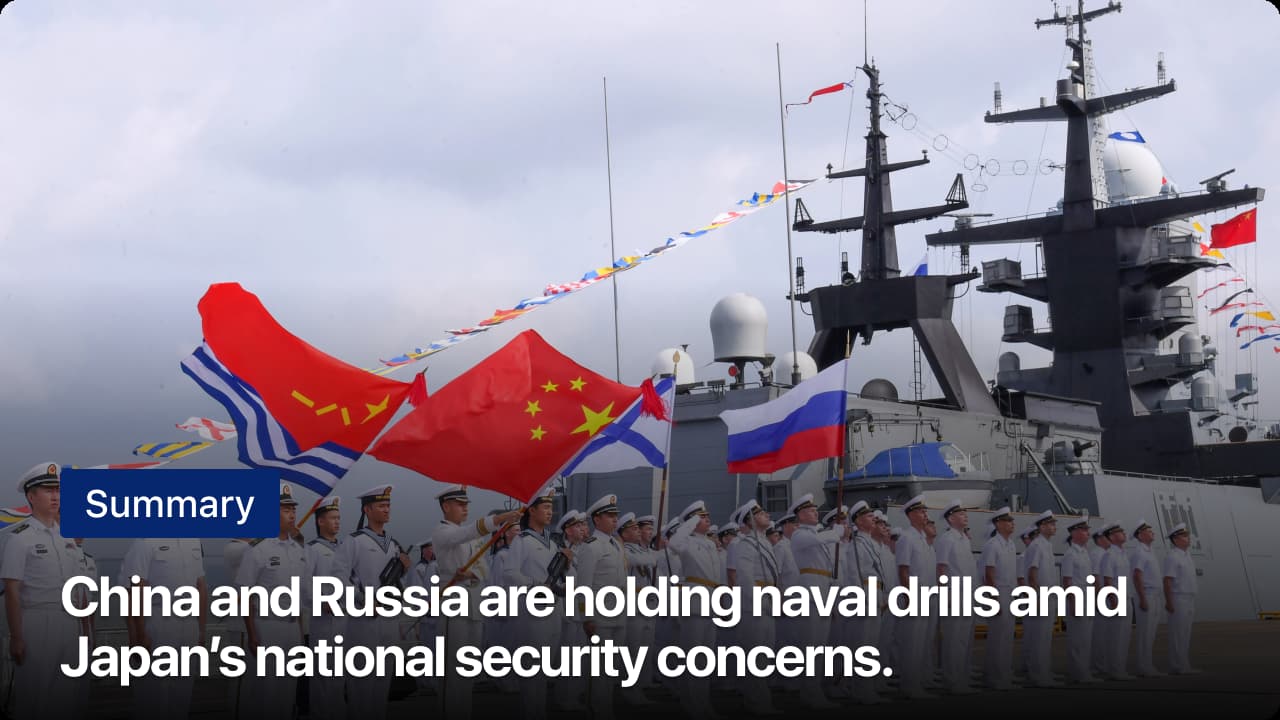 Summary
China and Russia are holding naval drills amid
Japan's national security concerns.